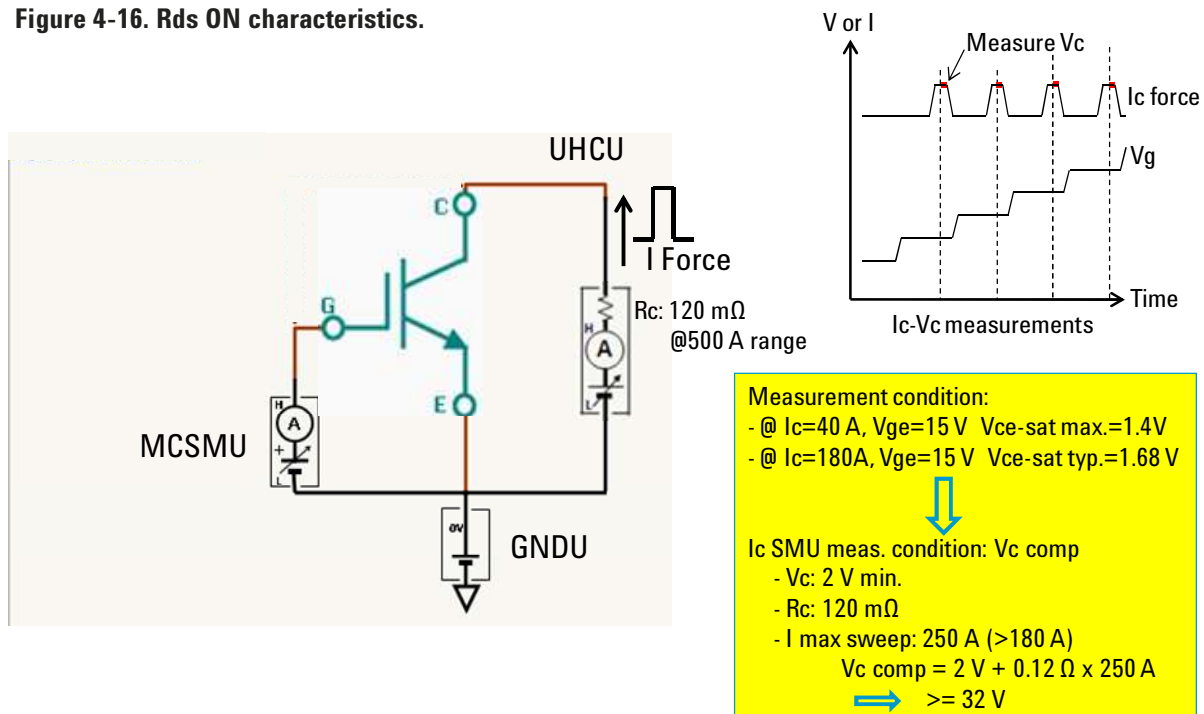 Figure 4-16. Rds ON characteristics.
V or I
Measure Vc
Ic force
Vg
Time
Ic-Vc measurements
UHCU
C
I Force
G
H
A
L
Rc: 120 mΩ
@500 A range
E
H
A
+
L
MCSMU
0V
GNDU
Measurement condition:
- @ Ic=40 A, Vge=15 V Vce-sat max.=1.4V
- @ Ic=180A, Vge=15 V Vce-sat typ.=1.68 V
Ic SMU meas. condition: Vc comp
- Vc: 2 V min.
- Rc: 120 mΩ
- I max sweep: 250 A (>180 A)
Vc comp = 2 V + 0.12 Ω x 250 A
>= 32 V